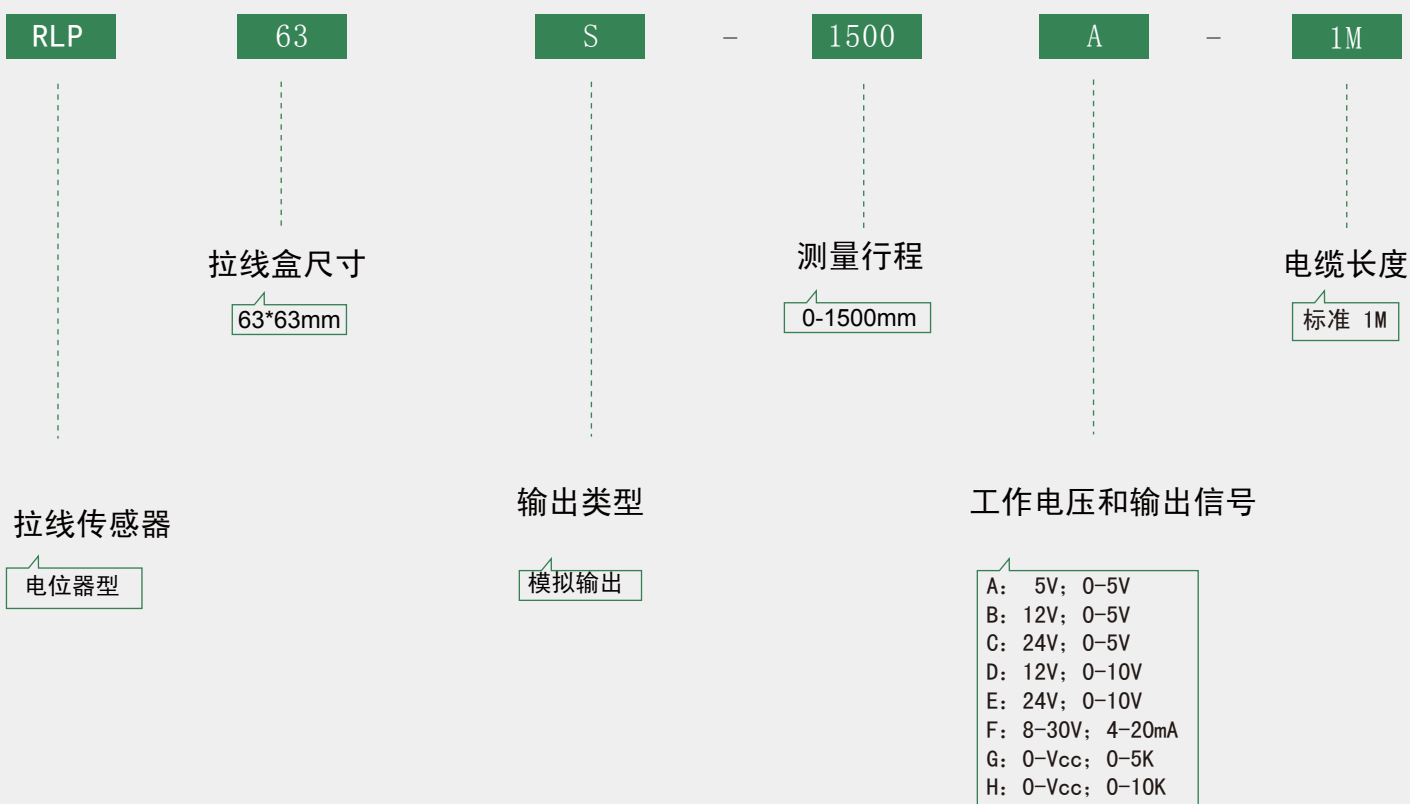 RLP 63 S - 1500 A - 1M
拉线盒尺寸
63*63mm
测量行程
0-1500mm
电缆长度
标准 1M
拉线传感器
电位器型
输出类型
模拟输出
工作电压和输出信号
A: 5V; 0-5V
B: 12V; 0-5V
C: 24V; 0-5V
D: 12V; 0-10V
E: 24V; 0-10V
F: 8-30V; 4-20mA
G: 0-Vcc; 0-5K
H: 0-Vcc; 0-10K